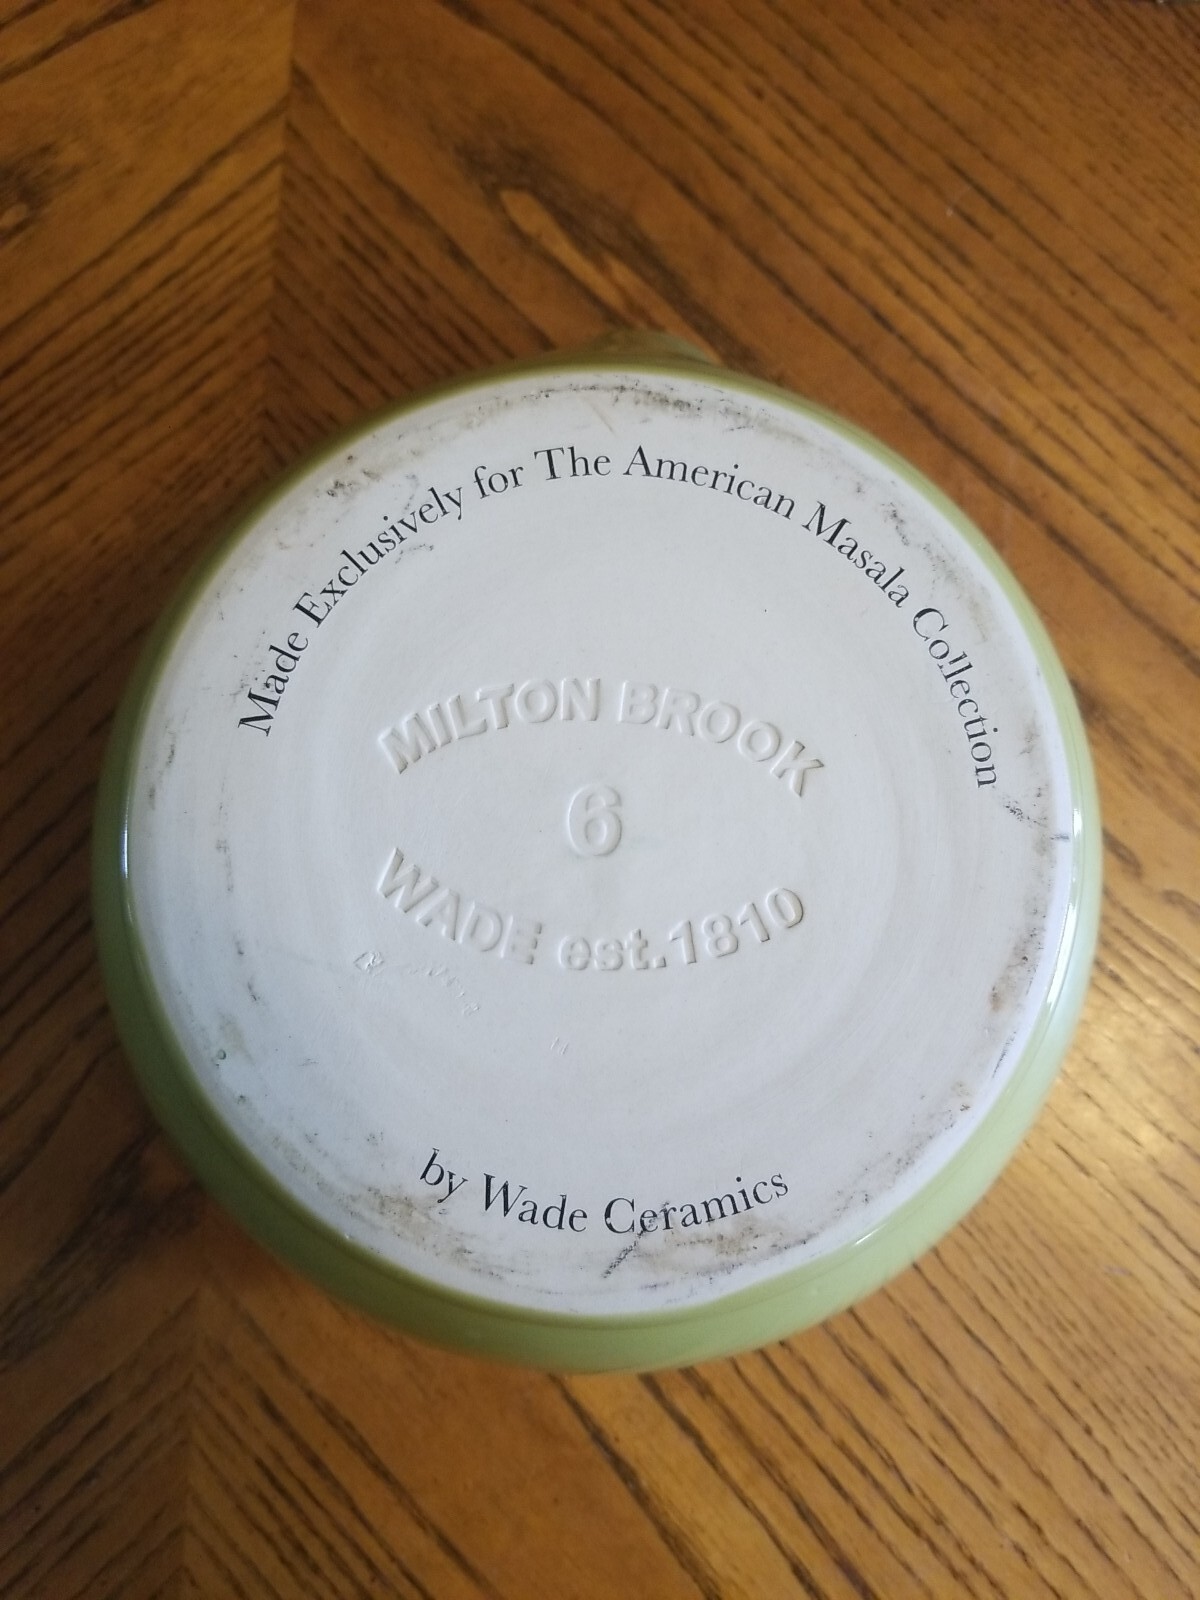 Made Exclusively for The American Masala Collection
MILTON BROOK
6
WADE est.1810
by Wade Ceramics